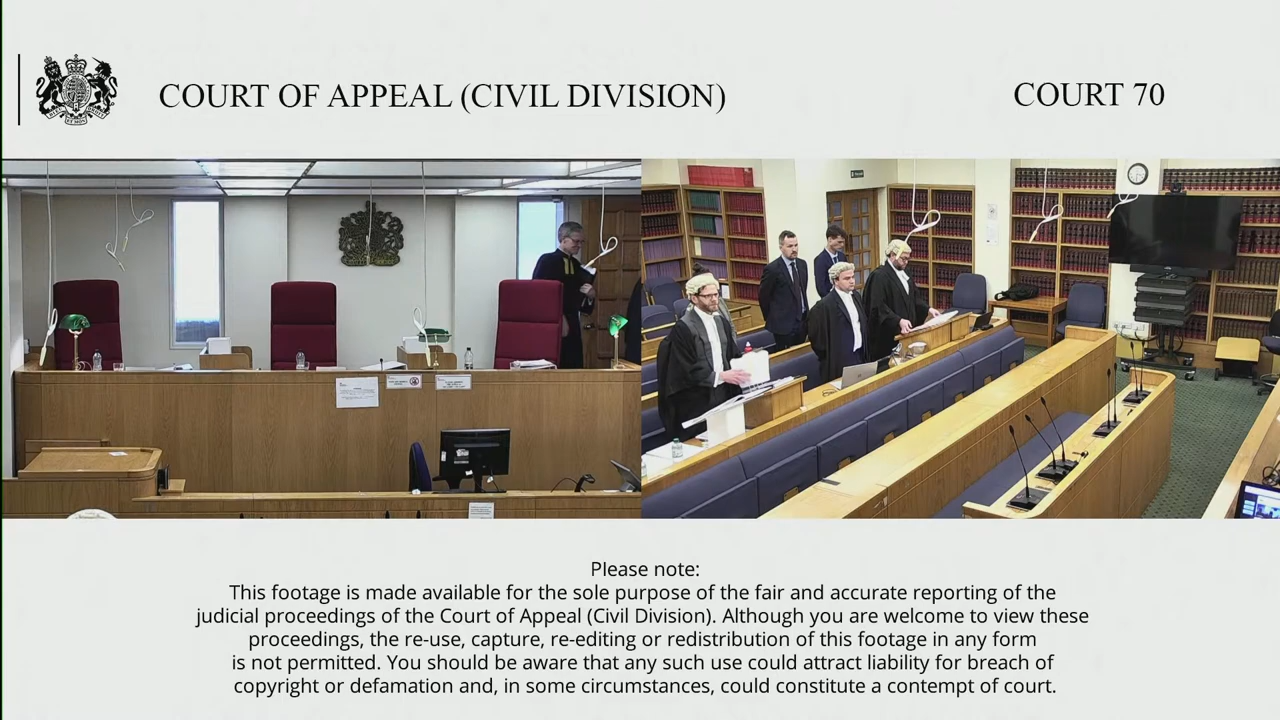 COURT OF APPEAL (CIVIL DIVISION)
COURT 70
Please note:
This footage is made available for the sole purpose of the fair and accurate reporting of the
judicial proceedings of the Court of Appeal (Civil Division). Although you are welcome to view these
proceedings, the re-use, capture, re-editing or redistribution of this footage in any form
is not permitted. You should be aware that any such use could attract liability for breach of
copyright or defamation and, in some circumstances, could constitute a contempt of court.